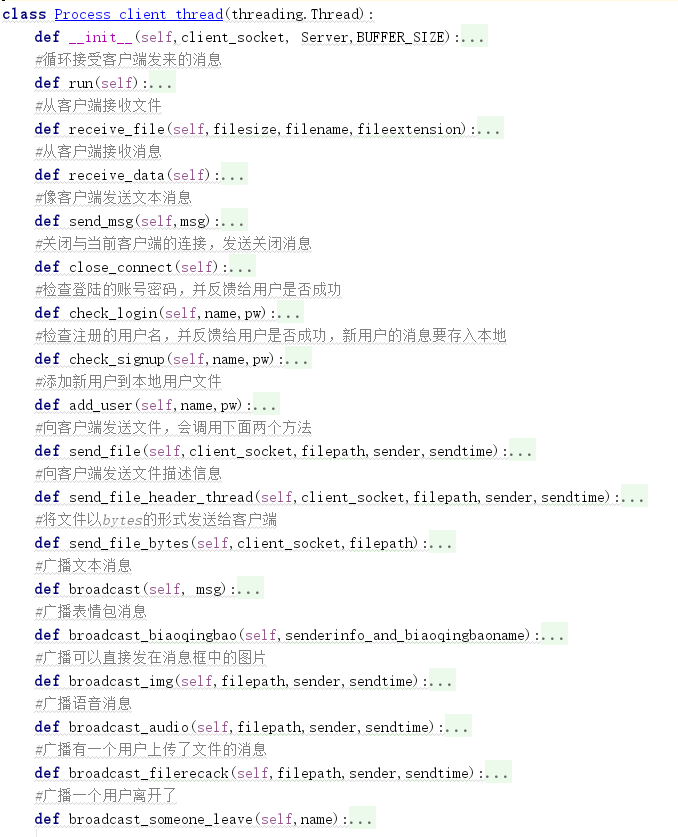 class Process_client_thread(threading.Thread):
def __init__(self,client_socket, Server,BUFFER_SIZE):...
#循环接受客户端发来的消息
def run(self):...
#从客户端接收文件
def receive_file(self,filesize,filename,fileextension):...
#从客户端接收消息
def receive_data(self):...
#像客户端发送文本消息
def send_msg(self,msg):...
#关闭与当前客户端的连接，发送关闭消息
def close_connect(self):...
#检查登陆的账号密码，并反馈给用户是否成功
def check_login(self,name,pw):...
#检查注册的用户名，并反馈给用户是否成功，新用户的消息要存入本地
def check_signup(self,name,pw):...
#添加新用户到本地用户文件
def add_user(self,name,pw):...
#向客户端发送文件，会调用下面两个方法
def send_file(self,client_socket,filepath,sender,sendtime):...
#向客户端发送文件描述信息
def send_file_header_thread(self,client_socket,filepath,sender,sendtime):...
#将文件以bytes的形式发送给客户端
def send_file_bytes(self,client_socket,filepath):...
#广播文本消息
def broadcast(self, msg):...
#广播表情包消息
def broadcast_biaoqingbao(self,senderinfo_and_biaoqingbaoname):...
#广播可以直接发在消息框中的图片
def broadcast_img(self,filepath,sender,sendtime):...
#广播语音消息
def broadcast_audio(self,filepath,sender,sendtime):...
#广播有一个用户上传了文件的消息
def broadcast_filerecack(self,filepath,sender,sendtime):...
#广播一个用户离开了
def broadcast_someone_leave(self,name):...